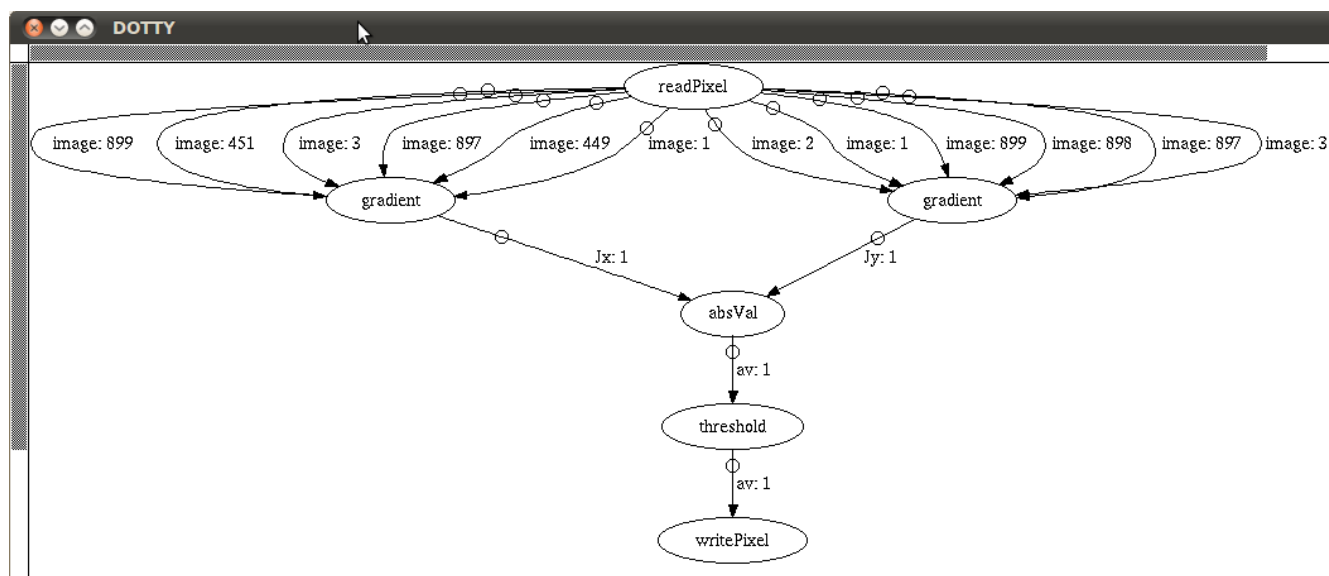 DOTTY
readPixel
image: 899 image: 451 image: 3 image: 897 image: 449 image: 1 image: 2 image: 1 image: 899 image: 898 image: 897 image: 3
gradient gradient
Jx: 1 Jy: 1
absVal
av: 1
threshold
av: 1
writePixel